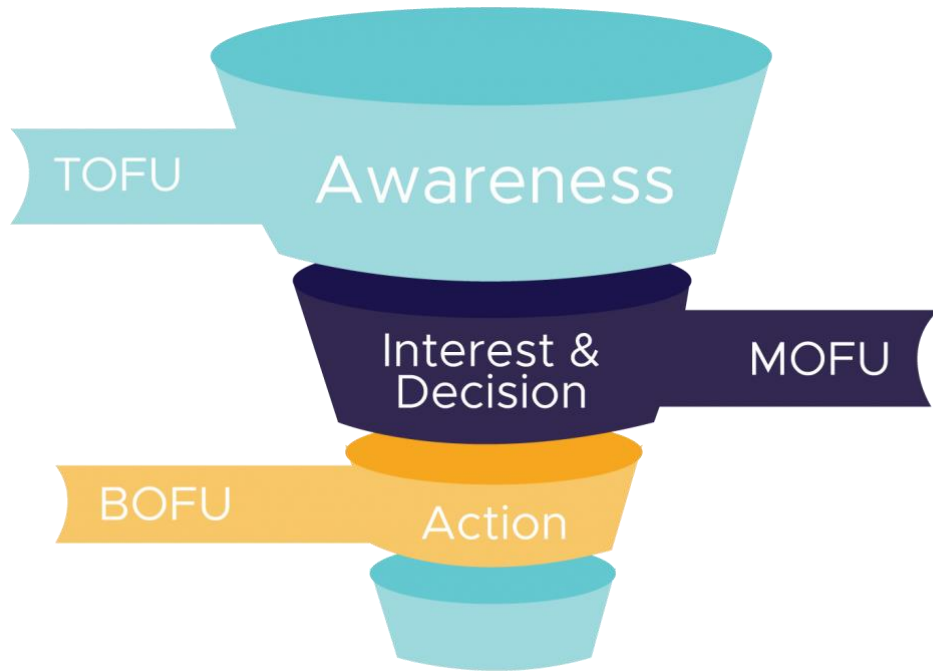 TOFU
Awareness
Interest &
Decision
MOFU
BOFU
Action